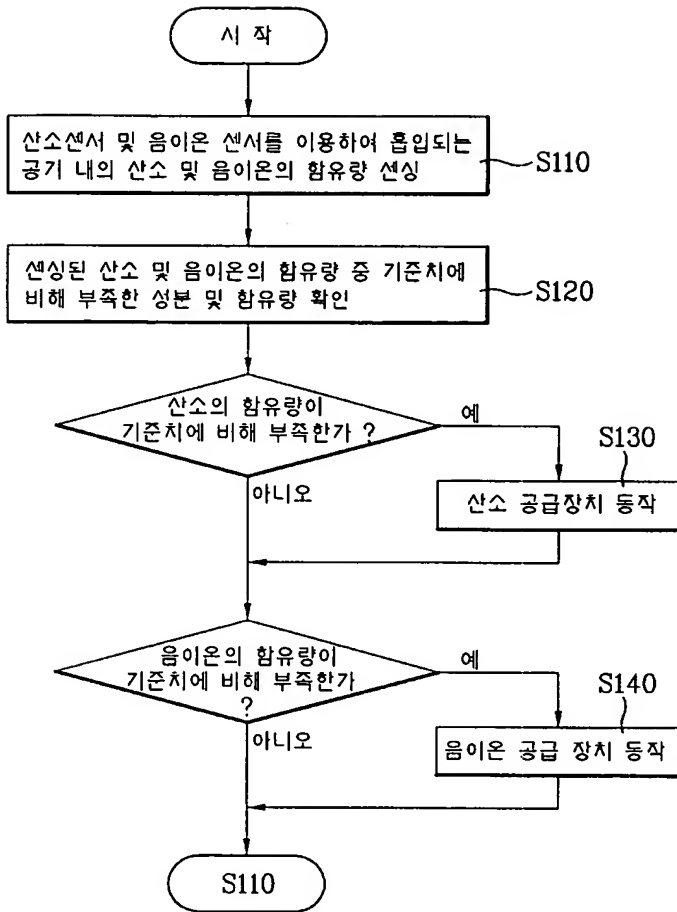 시 작
산소센서 및 음이온 센서를 이용하여 흡입되는
공기 내의 산소 및 음이온의 함유량 센싱
S110
센싱된 산소 및 음이온의 함유량 중 기준치에
비해 부족한 성분 및 함유량 확인
S120
산소의 함유량이
기준치에 비해 부족한가 ?
예
S130
산소 공급장치 동작
아니오
음이온의 함유량이
기준치에 비해 부족한가
?
예
S140
음이온 공급 장치 동작
아니오
S110